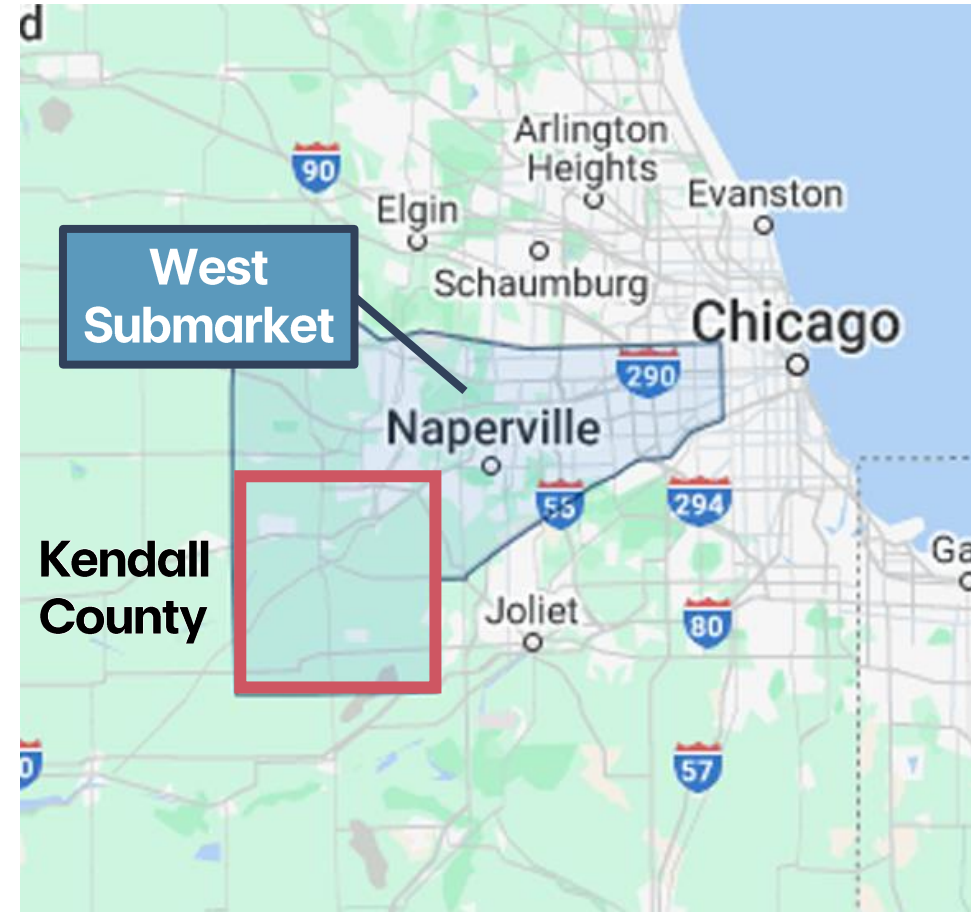 d
90
Arlington
Heights
Elgin
Evanston
West
Submarket
Schaumburg
Chicago
290
Naperville
55
294
Kendall
County
Ga
Joliet
80
0
57